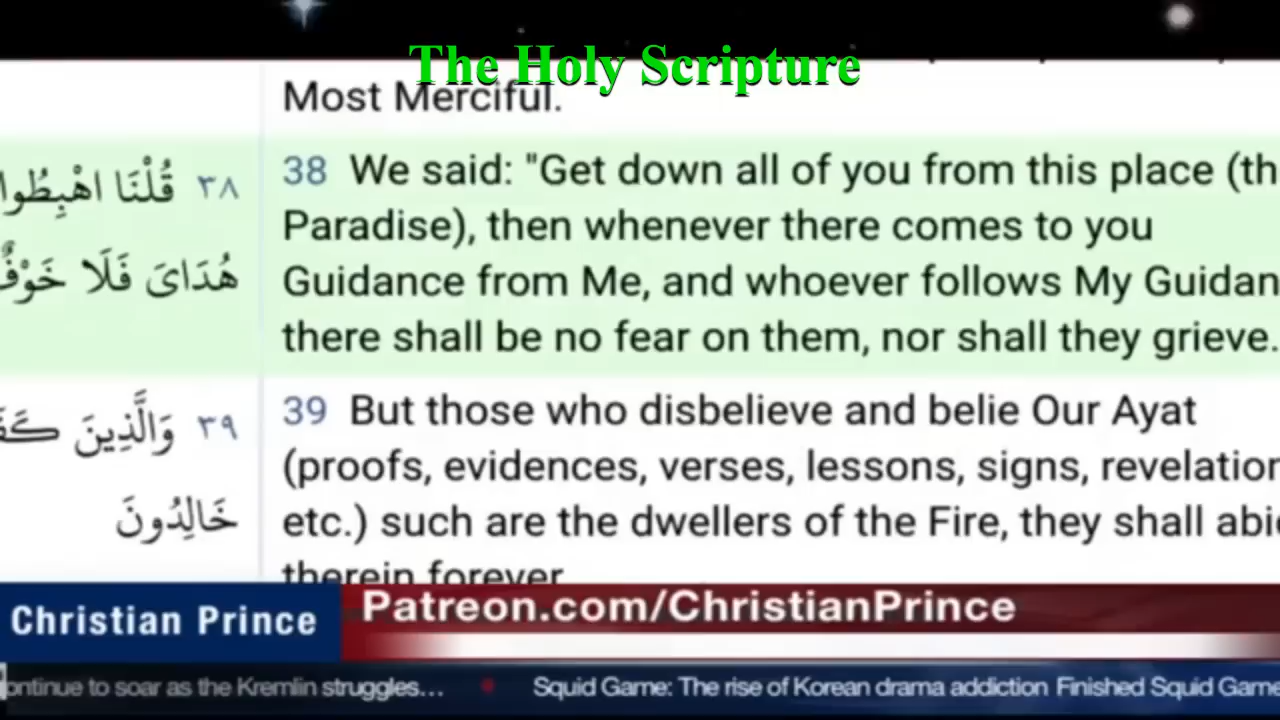 The Holy Scripture
Most Merciful.
38 We said: "Get down all of you from this place (th
Paradise), then whenever there comes to you
Guidance from Me, and whoever follows My Guidan
there shall be no fear on them, nor shall they grieve.
٣٨ قُلْنَا اهْبِطُوا
هُدَاىَ فَلَا خَوْفٌ
39 But those who disbelieve and belie Our Ayat
(proofs, evidences, verses, lessons, signs, revelation
etc.) such are the dwellers of the Fire, they shall abi
therein forever
٣٩ وَالَّذِينَ
خَالِدُونَ
Christian Prince
Patreon.com/ChristianPrince
ontinue to soar as the Kremlin struggles... Squid Game: The rise of Korean drama addiction Finished Squid Game